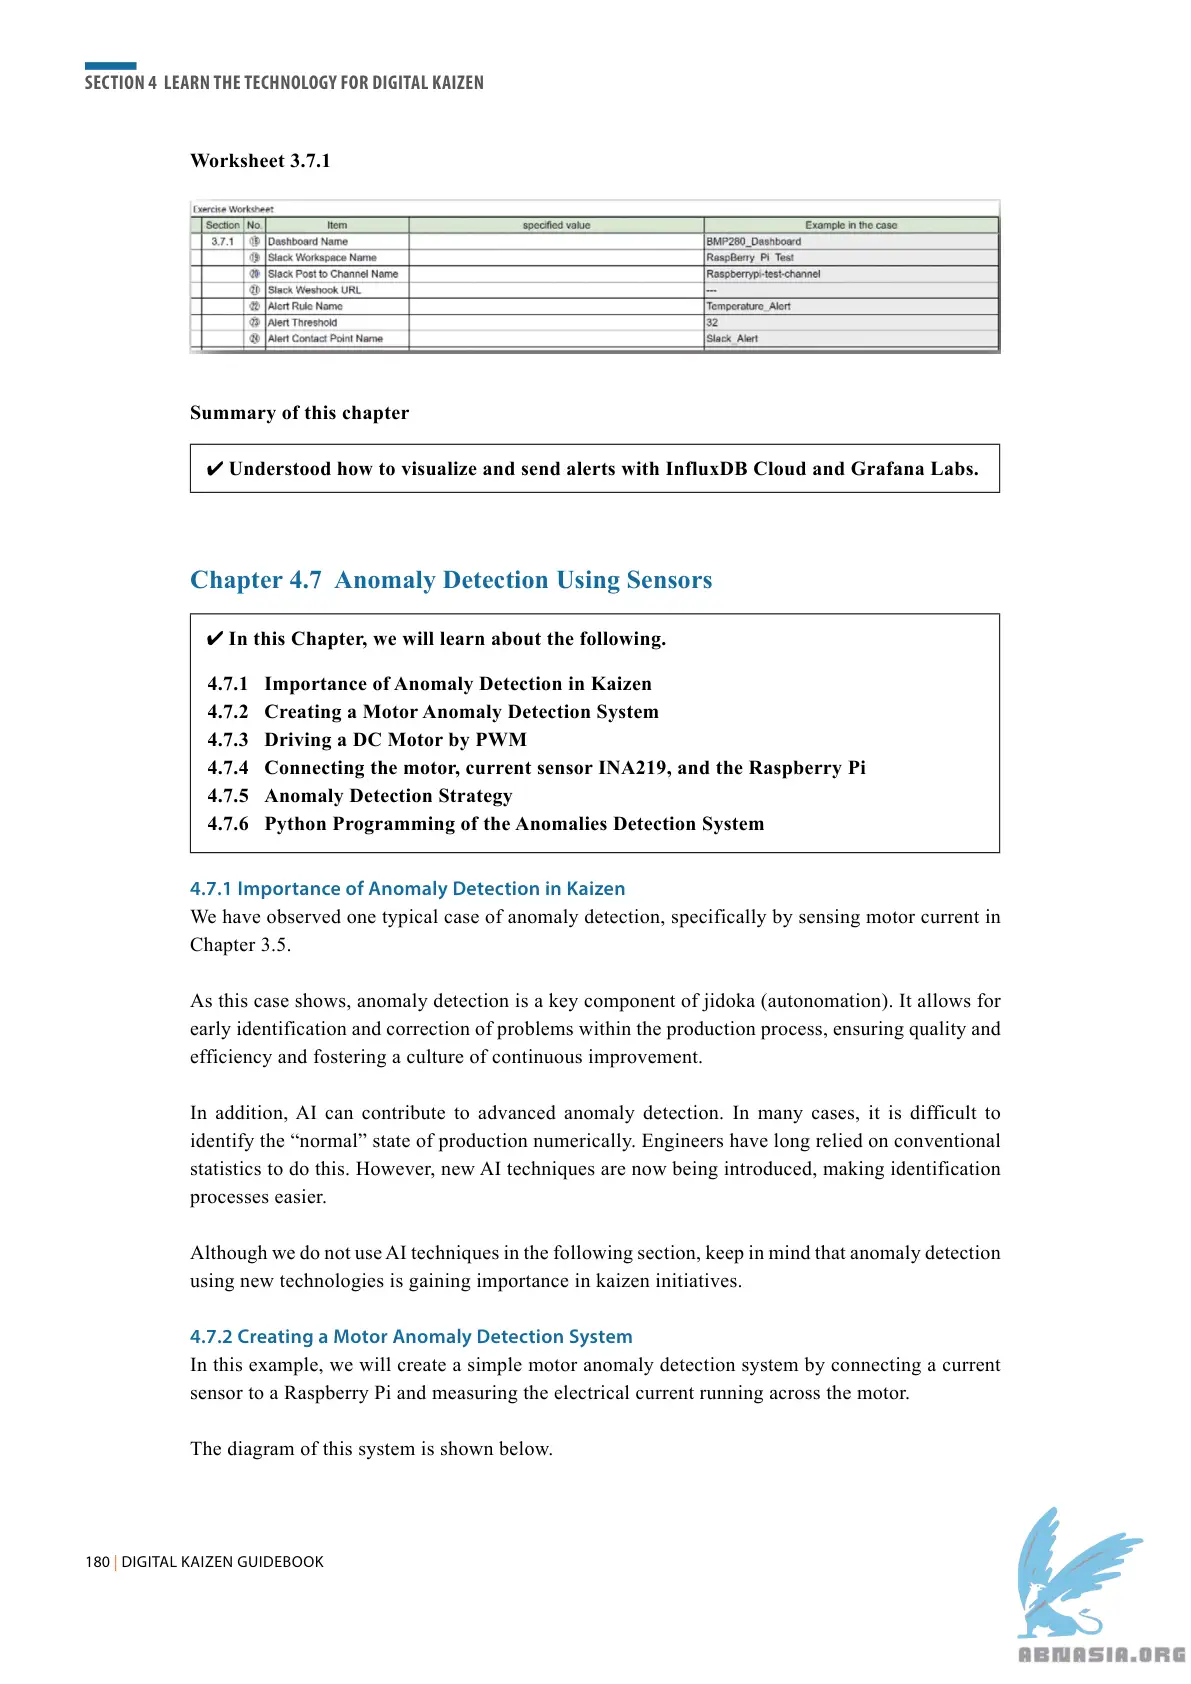 SECTION 4 LEARN THE TECHNOLOGY FOR DIGITAL KAIZEN
Worksheet 3.7.1
Exercise Worksheet
Section No. Item specified value Example in the case
3.7.1 ⑱ Dashboard Name BMP280_Dashboard
⑲ Slack Workspace Name RaspBerry Pi Test
⑳ Slack Post to Channel Name Raspberrypi-test-channel
㉑ Slack Weshook URL ---
㉒ Alert Rule Name Temperature_Alert
㉓ Alert Threshold 32
㉔ Alert Contact Point Name Slack_Alert
Summary of this chapter
✔ Understood how to visualize and send alerts with InfluxDB Cloud and Grafana Labs.
Chapter 4.7 Anomaly Detection Using Sensors
✔ In this Chapter, we will learn about the following.
4.7.1 Importance of Anomaly Detection in Kaizen
4.7.2 Creating a Motor Anomaly Detection System
4.7.3 Driving a DC Motor by PWM
4.7.4 Connecting the motor, current sensor INA219, and the Raspberry Pi
4.7.5 Anomaly Detection Strategy
4.7.6 Python Programming of the Anomalies Detection System
4.7.1 Importance of Anomaly Detection in Kaizen
We have observed one typical case of anomaly detection, specifically by sensing motor current in
Chapter 3.5.
As this case shows, anomaly detection is a key component of jidoka (autonomation). It allows for
early identification and correction of problems within the production process, ensuring quality and
efficiency and fostering a culture of continuous improvement.
In addition, AI can contribute to advanced anomaly detection. In many cases, it is difficult to
identify the “normal” state of production numerically. Engineers have long relied on conventional
statistics to do this. However, new AI techniques are now being introduced, making identification
processes easier.
Although we do not use AI techniques in the following section, keep in mind that anomaly detection
using new technologies is gaining importance in kaizen initiatives.
4.7.2 Creating a Motor Anomaly Detection System
In this example, we will create a simple motor anomaly detection system by connecting a current
sensor to a Raspberry Pi and measuring the electrical current running across the motor.
The diagram of this system is shown below.
180 | DIGITAL KAIZEN GUIDEBOOK
ABNASIA.ORG